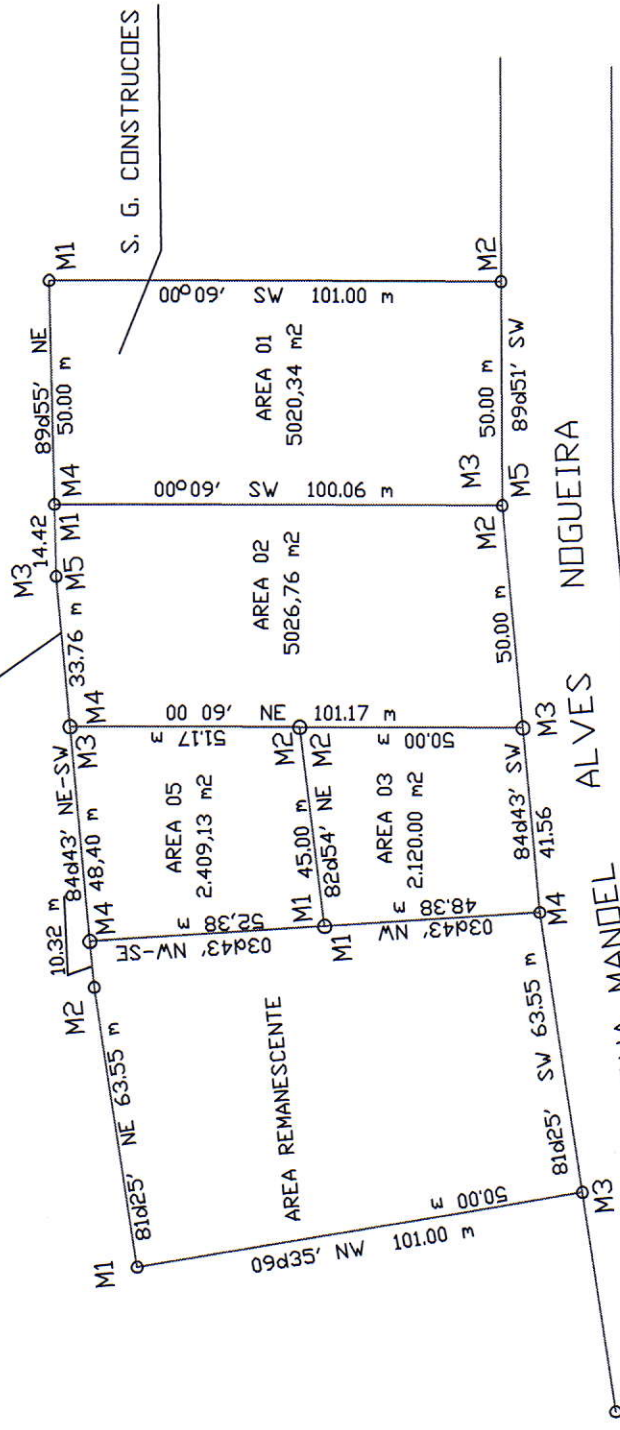 S. G. CONSTRUCOES
M1
89d55' NE
50.00 m
00º09', 60 SW 101.00 m
AREA 01
5020,34 m2
M2
50.00 m
89d51' SW
M4
M1
14.42
M3
M5
00º09', 60 SW 100.06 m
M3
M5
M2
AREA 02
5026,76 m2
33.76 m
50.00 m
M4
M3
00 09', 60 NE 101.17 m
51.17 m
M2
M2
50.00 m
M3
84d43' NE-SW
48,40 m
10.32 m
AREA 05
2.409,13 m2
45.00 m
82d54' NE
AREA 03
2.120.00 m2
84d43' SW
41.56
M4
03d43' NW-SE
52,38 m
M1
M1
03d43' NW
48.38 m
M4
M2
81d25' NE 63.55 m
AREA REMANESCENTE
81d25' SW 63.55 m
M1
09d35', NW 101.00 m
50.00 m
M3
MANOEL ALVES NOGUEIRA